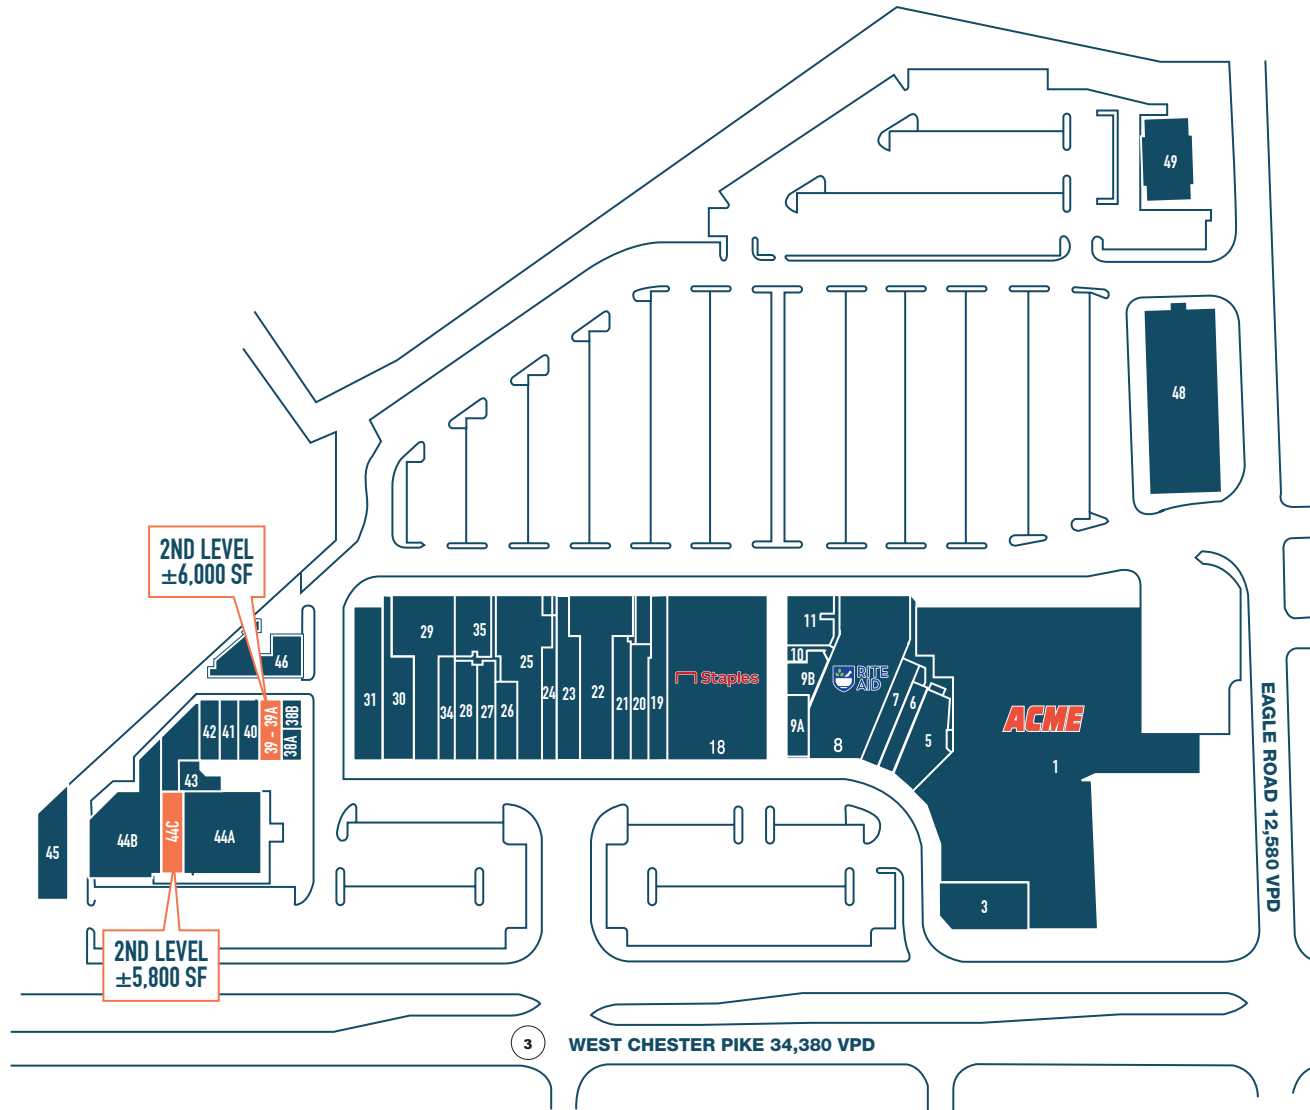 49
48
2ND LEVEL
±6,000 SF
46
42
41
40
39 – 39A
38B
38A
43
44B
44C
44A
45
2ND LEVEL
±5,800 SF
31
30
29
34
35
28
27
26
25
24
23
22
21
20
19
Staples
18
11
10
9B
9A
RITE
AID
8
7
6
5
ACME
1
3
EAGLE ROAD 12,580 VPD
3
WEST CHESTER PIKE 34,380 VPD